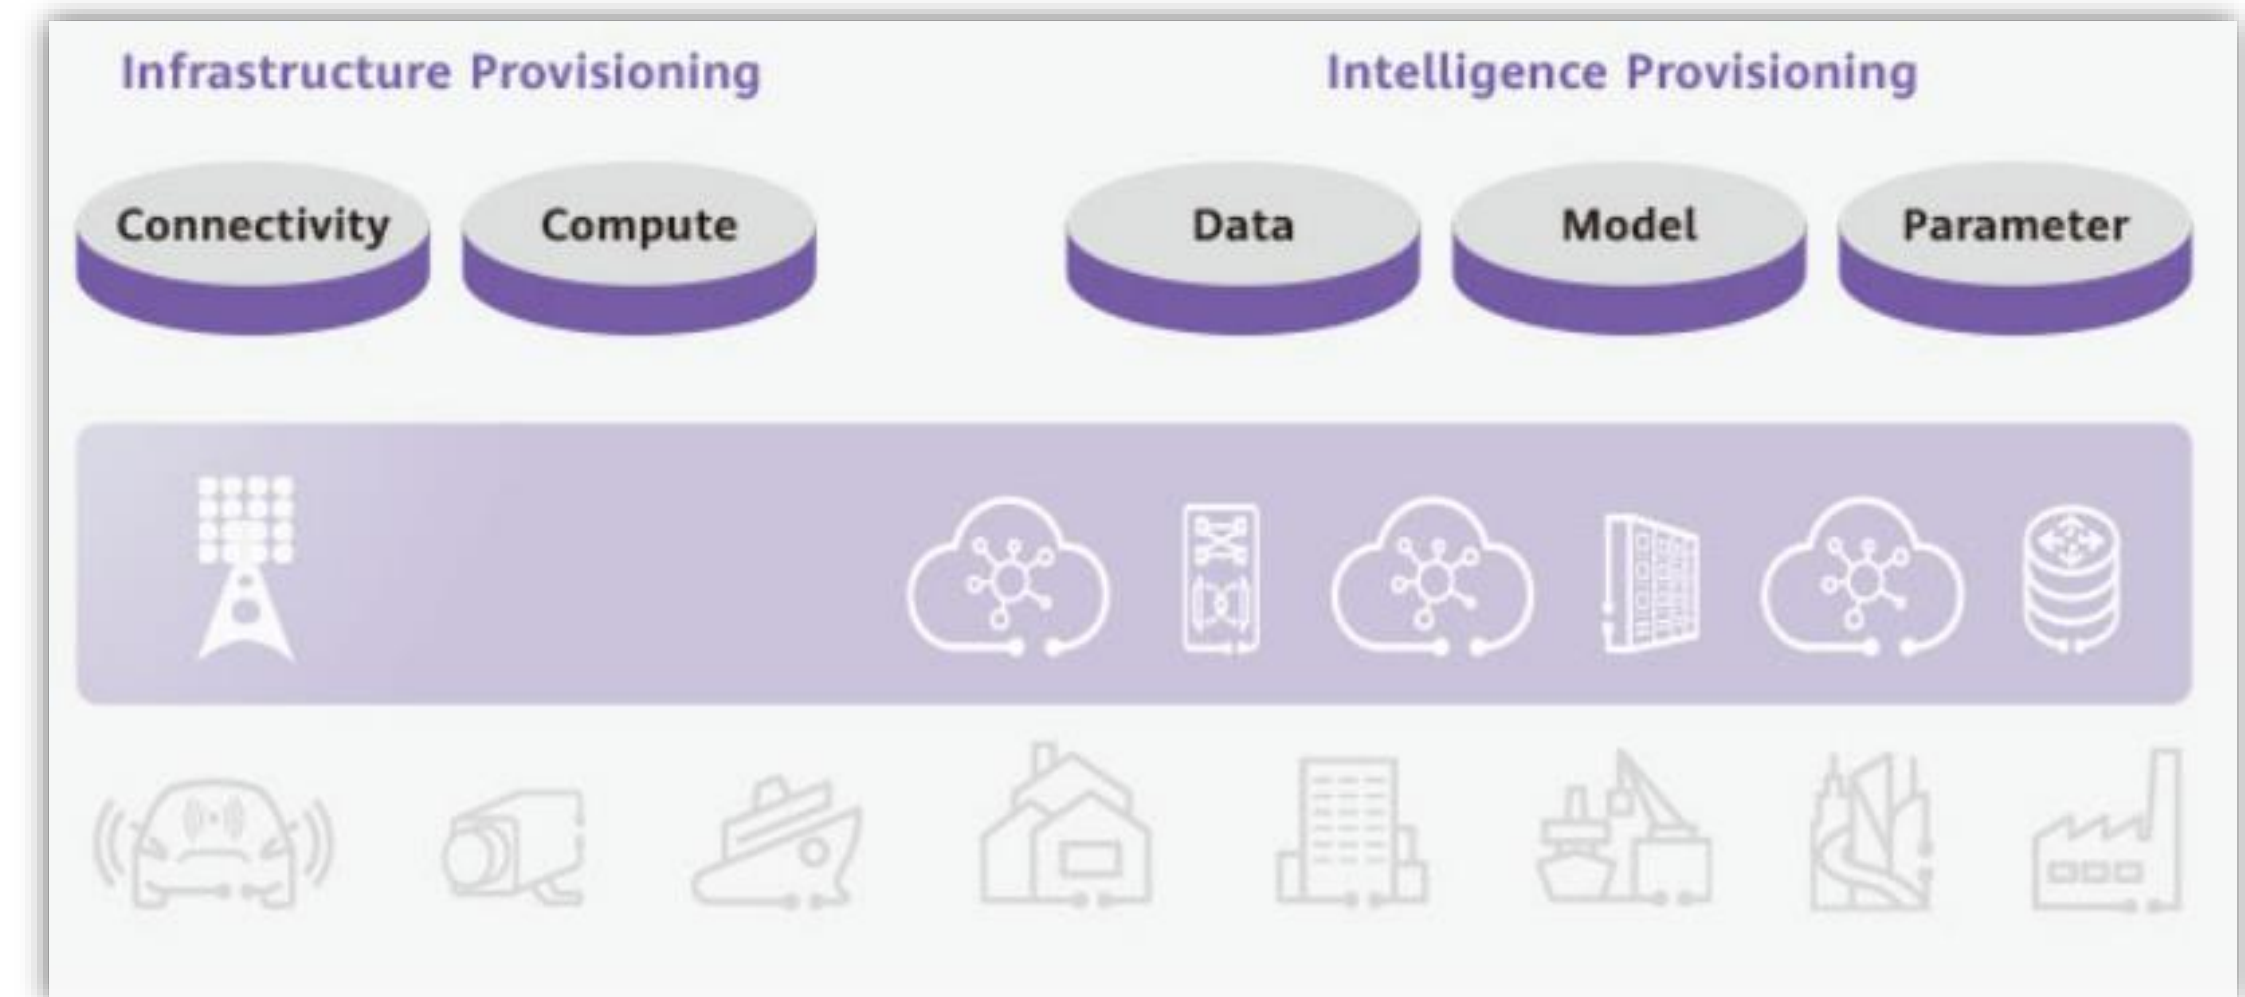 Infrastructure Provisioning
Intelligence Provisioning
Connectivity
Compute
Data
Model
Parameter